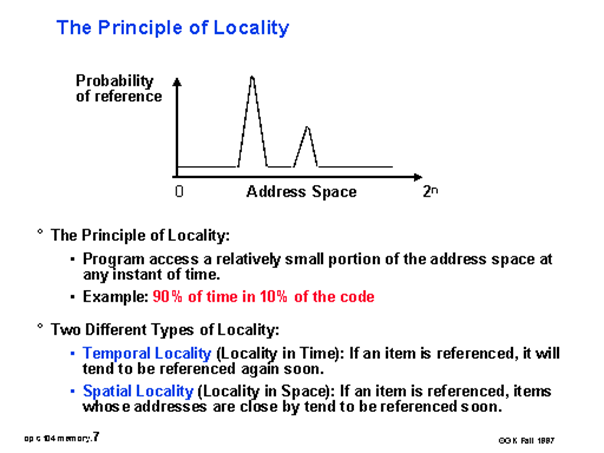 The Principle of Locality
Probability
of reference
0 Address Space 2n
° The Principle of Locality:
• Program access a relatively small portion of the address space at
any instant of time.
• Example: 90% of time in 10% of the code
° Two Different Types of Locality:
• Temporal Locality (Locality in Time): If an item is referenced, it will
tend to be referenced again soon.
• Spatial Locality (Locality in Space): If an item is referenced, items
whose addresses are close by tend to be referenced soon.
memory.7
Fall 1997